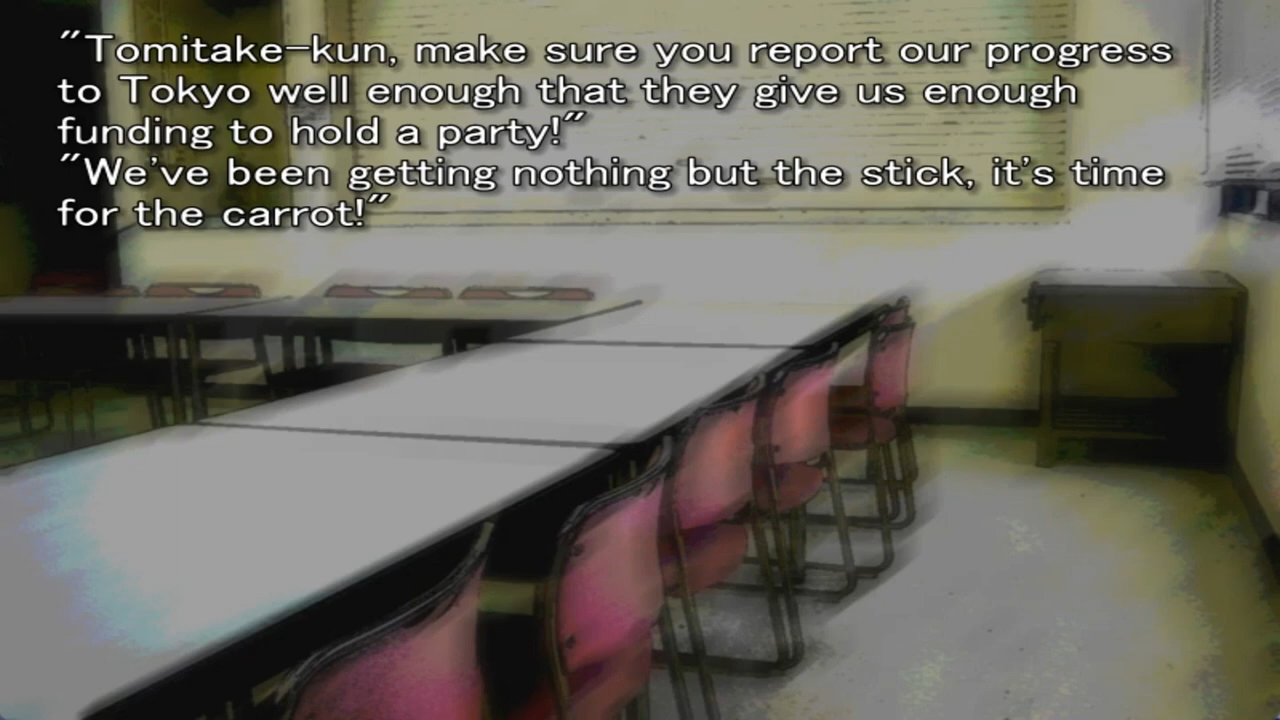 "Tomitake-kun, make sure you report our progress
to Tokyo well enough that they give us enough
funding to hold a party!"
"We've been getting nothing but the stick, it's time
for the carrot!"